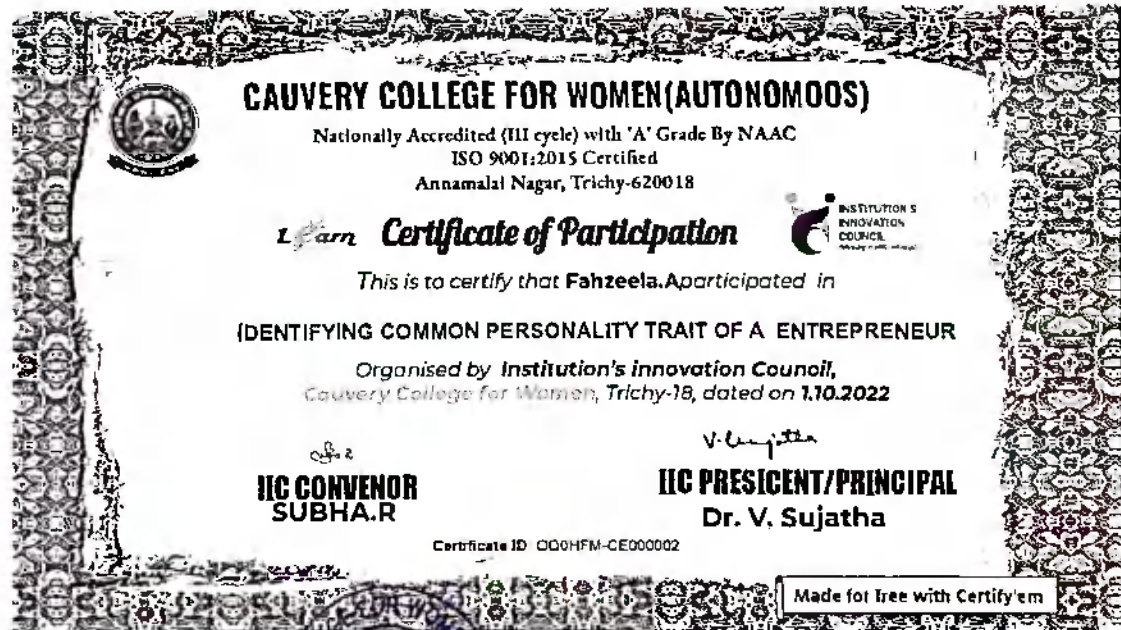 CAUVERY COLLEGE FOR WOMEN(AUTONOMOOS)
Nationally Accredited (III cycle) with 'A' Grade By NAAC
ISO 9001:2015 Certified
Annamalai Nagar, Trichy-620018
Certificate of Participation
INSTITUTION'S
INNOVATION
COUNCIL
This is to certify that Fahzeela.Aparticipated in
IDENTIFYING COMMON PERSONALITY TRAIT OF A ENTREPRENEUR
Organised by Institution's innovation Council,
Cauvery College for Women, Trichy-18, dated on 1.10.2022
V. Sujatha
IIC CONVENOR
SUBHA.R
IIC PRESICENT/PRINCIPAL
Dr. V. Sujatha
Certificate ID OO0HFM-CE000002
Made for free with Certify'em